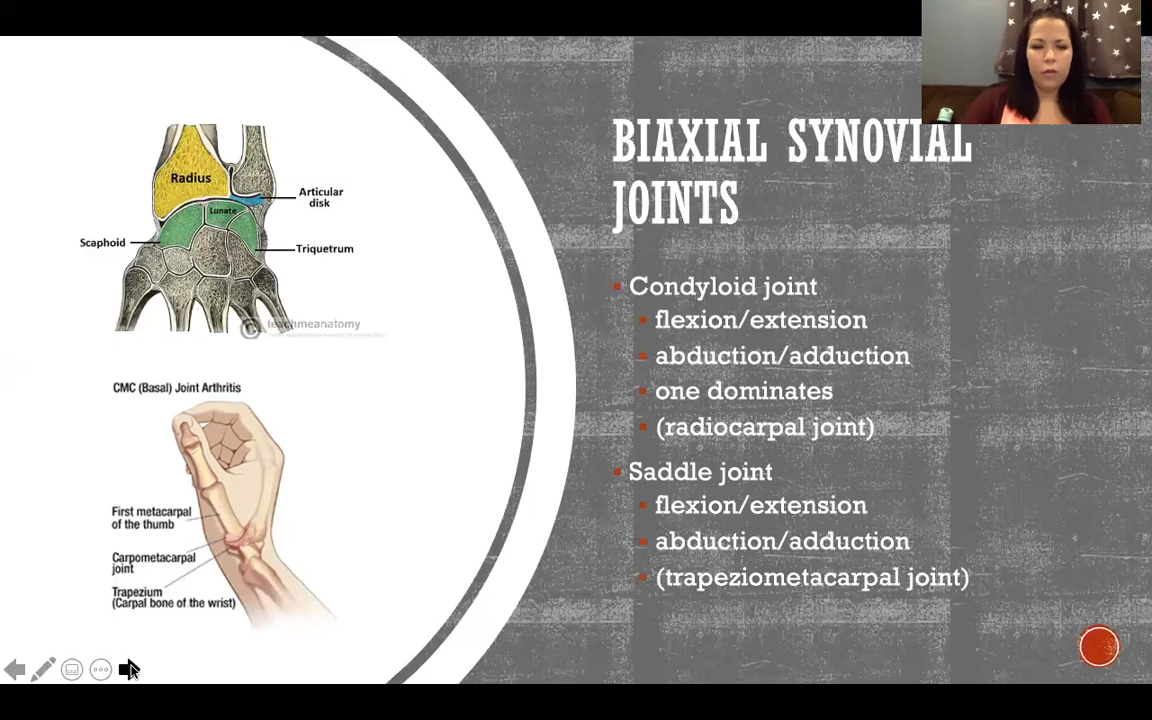 BIAXIAL SYNOVIAL
JOINTS
Radius
Articular
disk
Lunate
Scaphoid
Triquetrum
© teachmeanatomy
CMC (Basal) Joint Arthritis
First metacarpal
of the thumb
Carpometacarpal
joint
Trapezium
(Carpal bone of the wrist)
Condyloid joint
flexion/extension
abduction/adduction
one dominates
(radiocarpal joint)
Saddle joint
flexion/extension
abduction/adduction
(trapeziometacarpal joint)